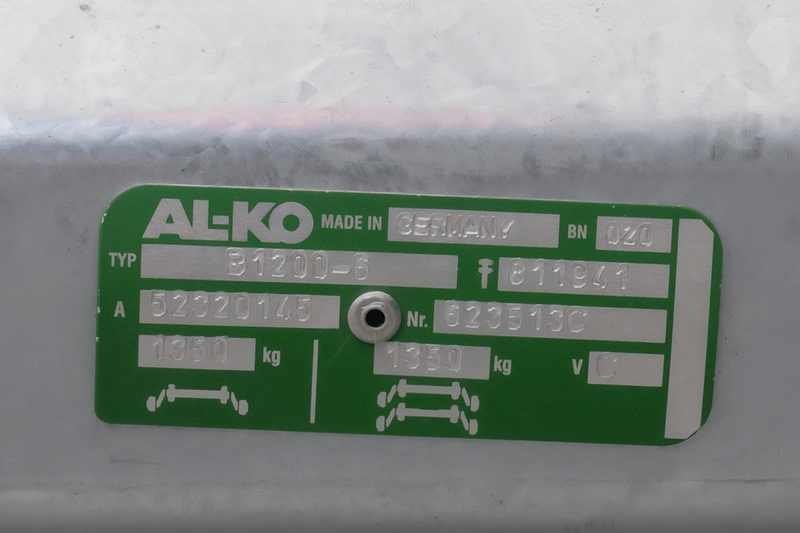 AL-KO MADE IN GERMANY BN 020
TYP B1200-6 811941
A 52320145 Nr. 623513C
1350 kg 1350 kg V C